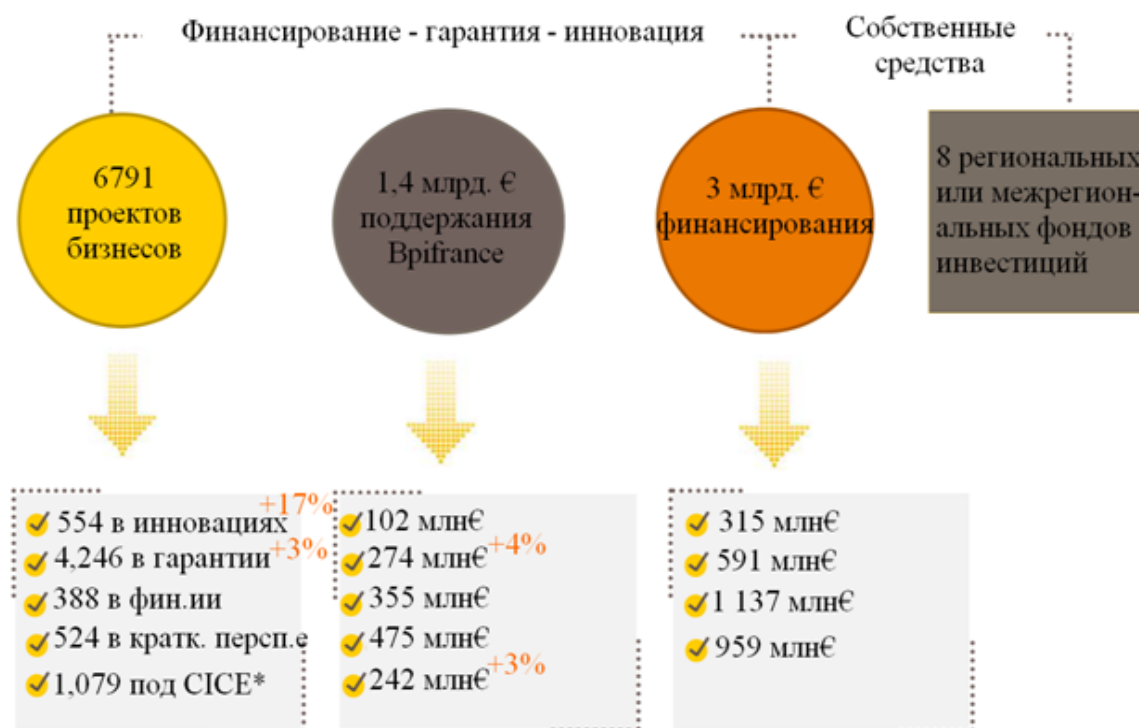 Финансирование - гарантия - инновация
Собственные
средства
6791
проектов
бизнесов
1,4 млрд. €
поддержания
Bpifrance
3 млрд. €
финансирования
8 региональных
или межрегион-
альных фондов
инвестиций
554 в инновациях +17%
4,246 в гарантии +3%
388 в фин.ии
524 в кратк. персп.е
1,079 под CICE*
102 млн€
274 млн€ +4%
355 млн€
475 млн€
242 млн€ +3%
315 млн€
591 млн€
1 137 млн€
959 млн€